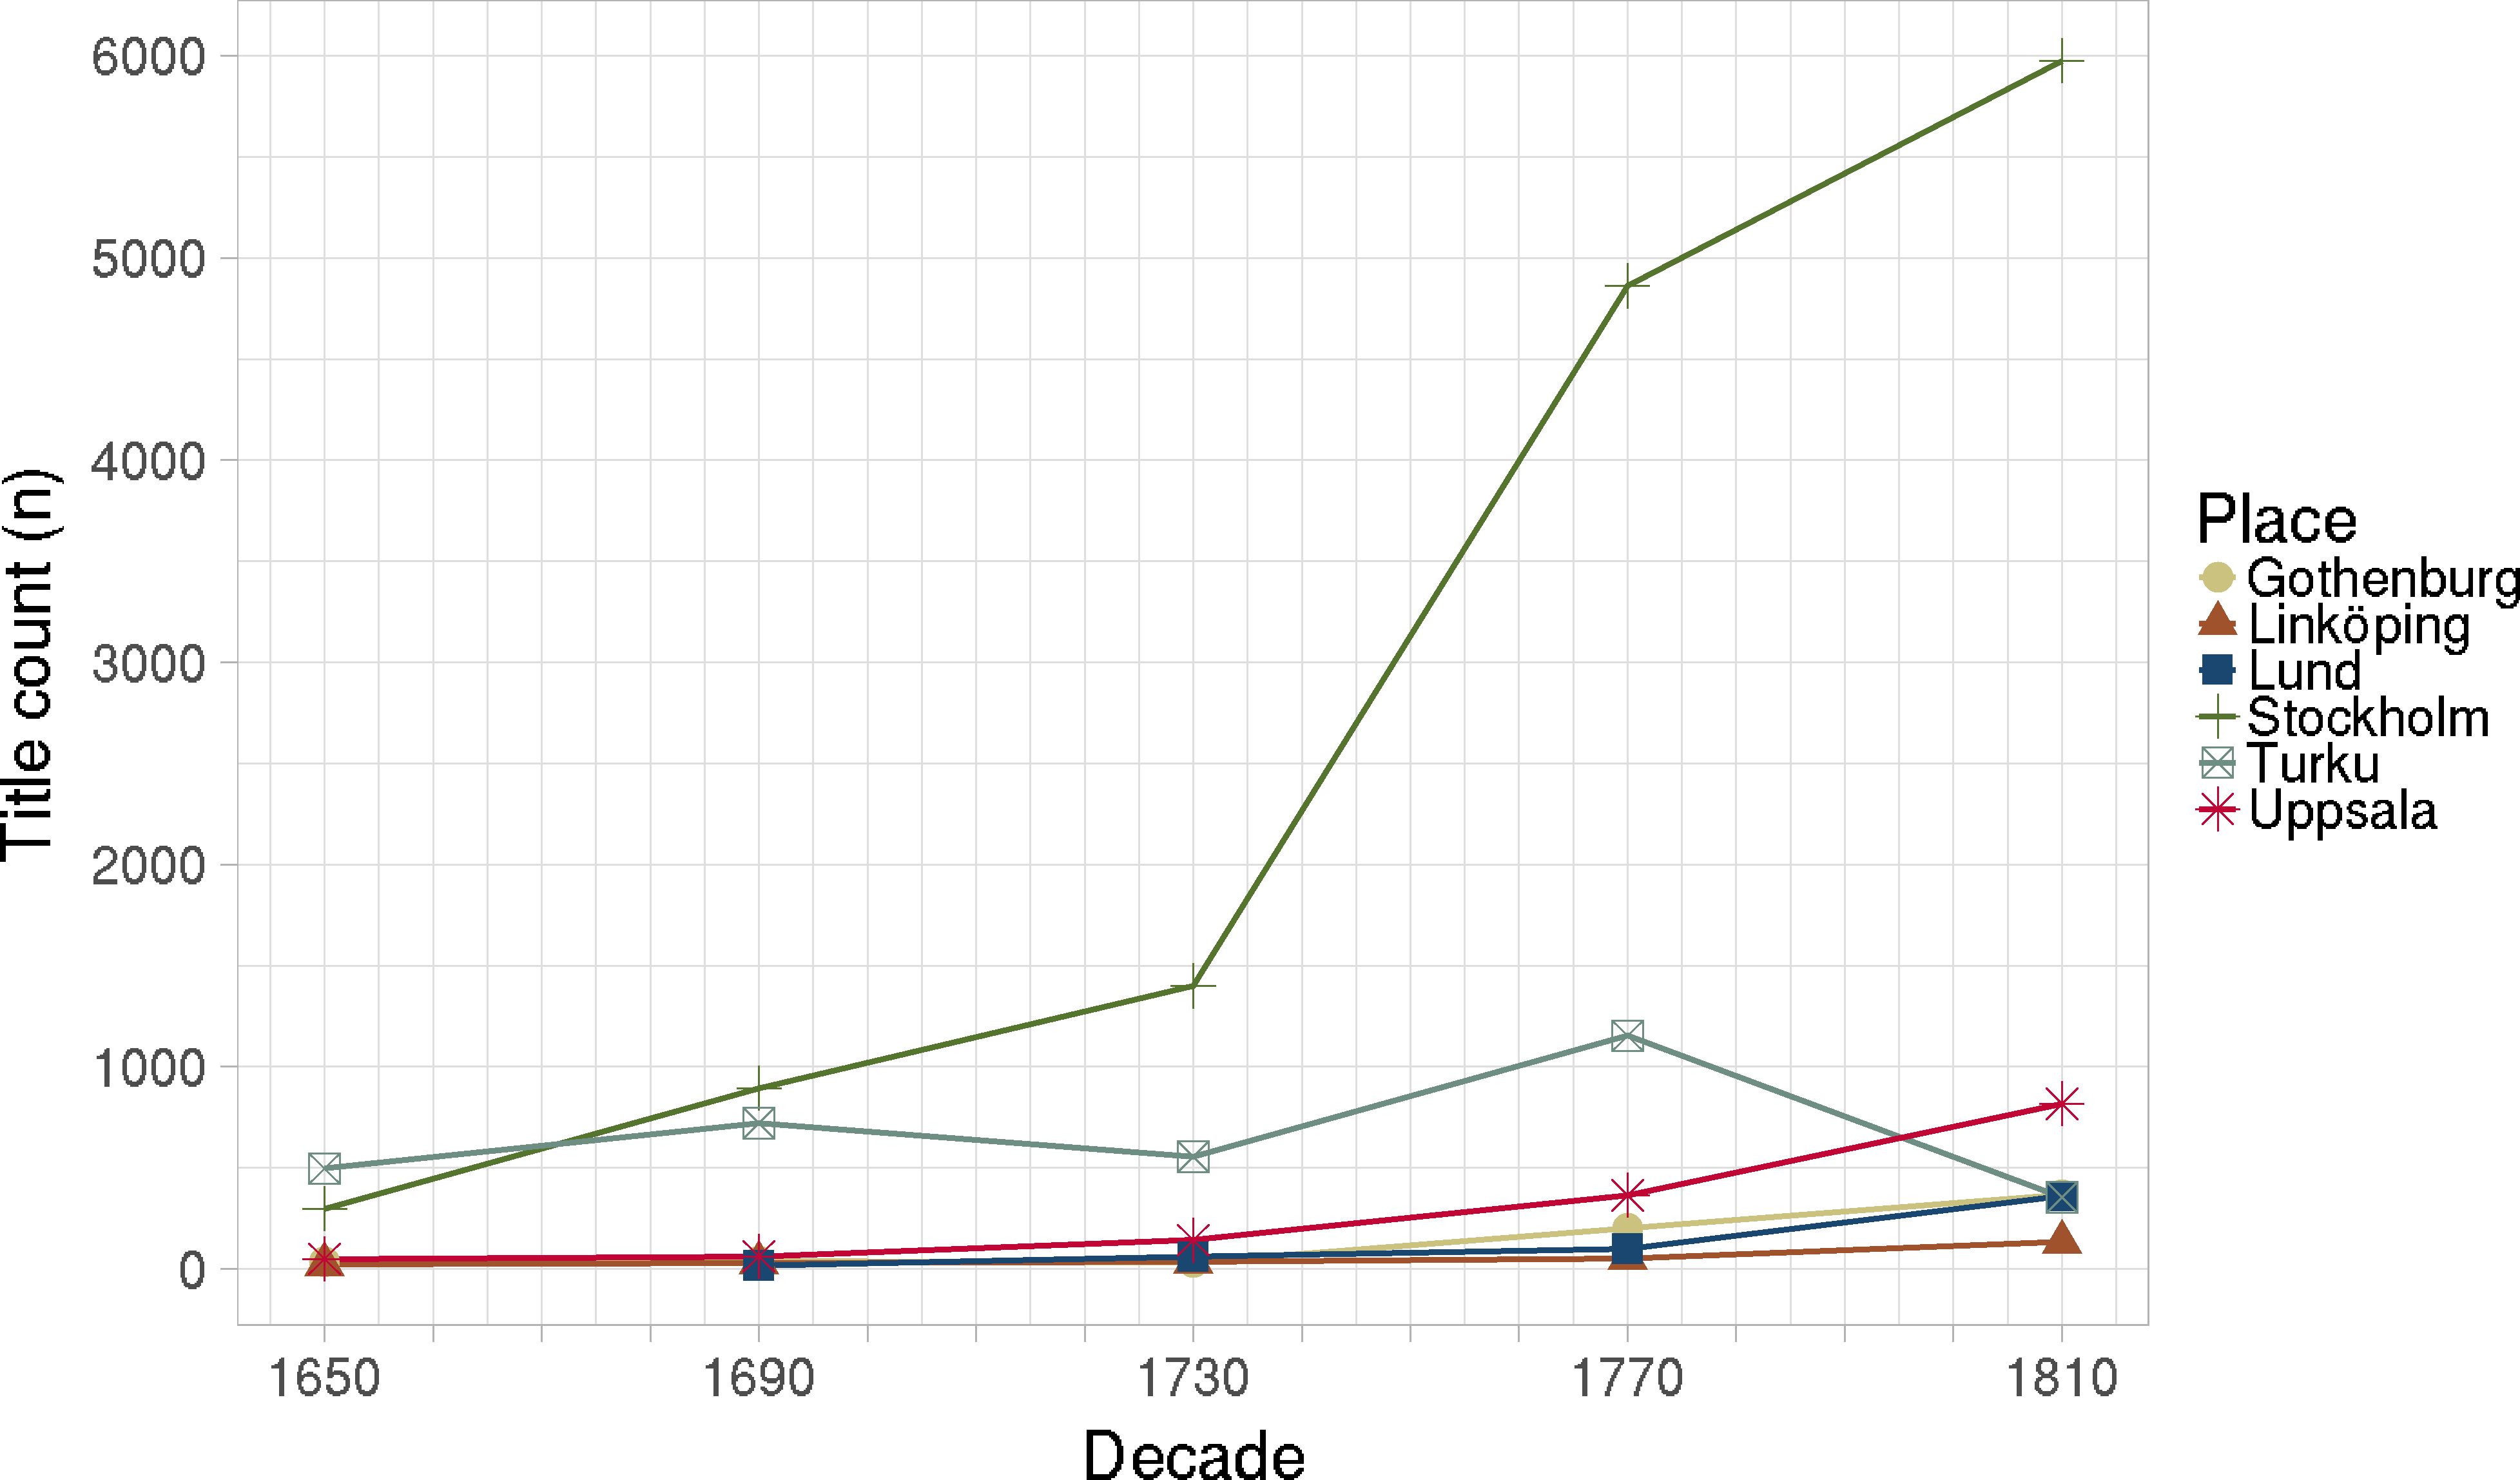 6000
5000
4000
3000
2000
1000
0
Title count (n)
1650 1690 1730 1770 1810
Decade
Place
Gothenburg
Linköping
Lund
Stockholm
Turku
Uppsala